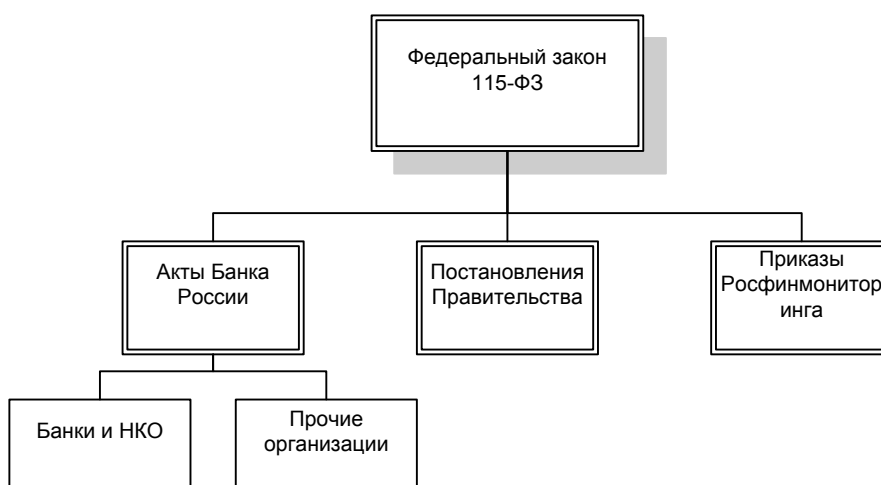 Федеральный закон
115-ФЗ
Акты Банка
России
Постановления
Правительства
Приказы
Росфинмонитор
инга
Банки и НКО
Прочие
организации